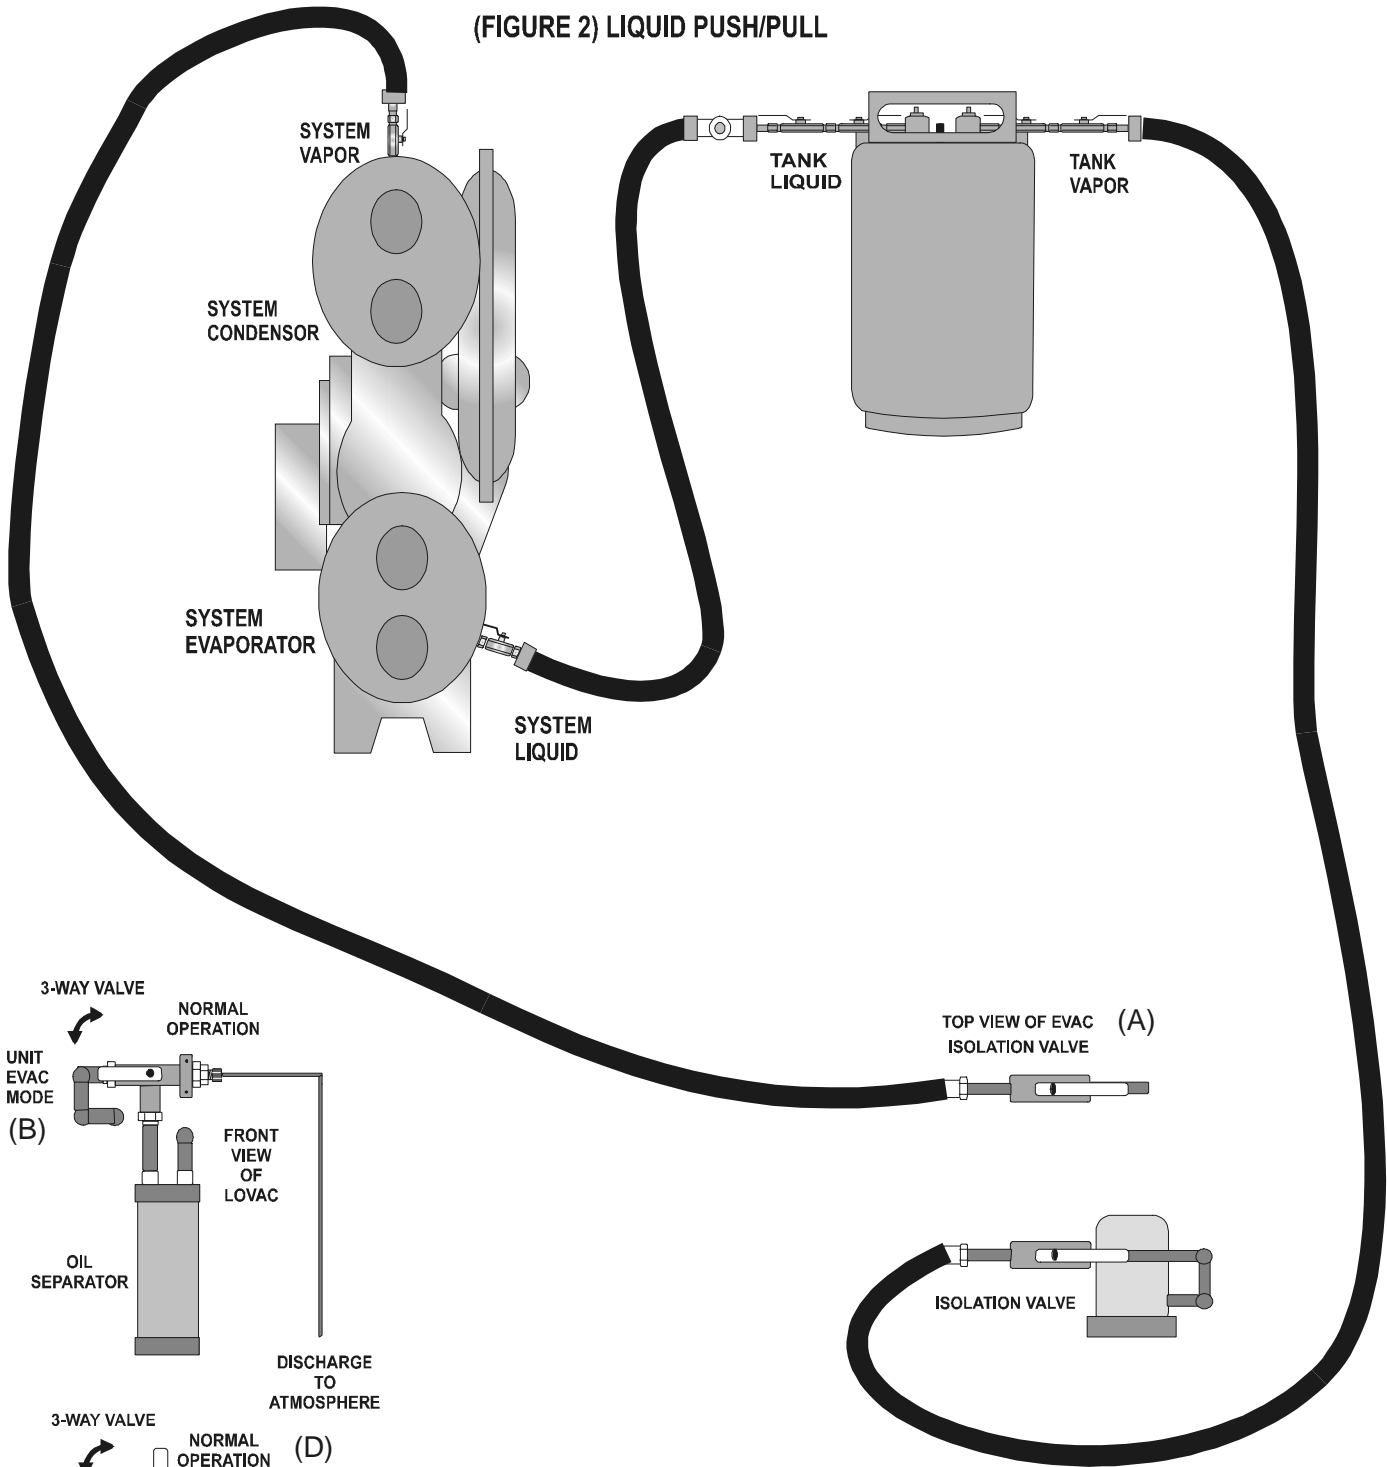 (FIGURE 2) LIQUID PUSH/PULL
SYSTEM
VAPOR
TANK
LIQUID
TANK
VAPOR
SYSTEM
CONDENSOR
SYSTEM
EVAPORATOR
SYSTEM
LIQUID
3-WAY VALVE
NORMAL
OPERATION
UNIT
EVAC
MODE
(B)
TOP VIEW OF EVAC (A)
ISOLATION VALVE
FRONT
VIEW
OF
LOVAC
OIL
SEPARATOR
ISOLATION VALVE
DISCHARGE
TO
ATMOSPHERE
3-WAY VALVE
NORMAL (D)
OPERATION